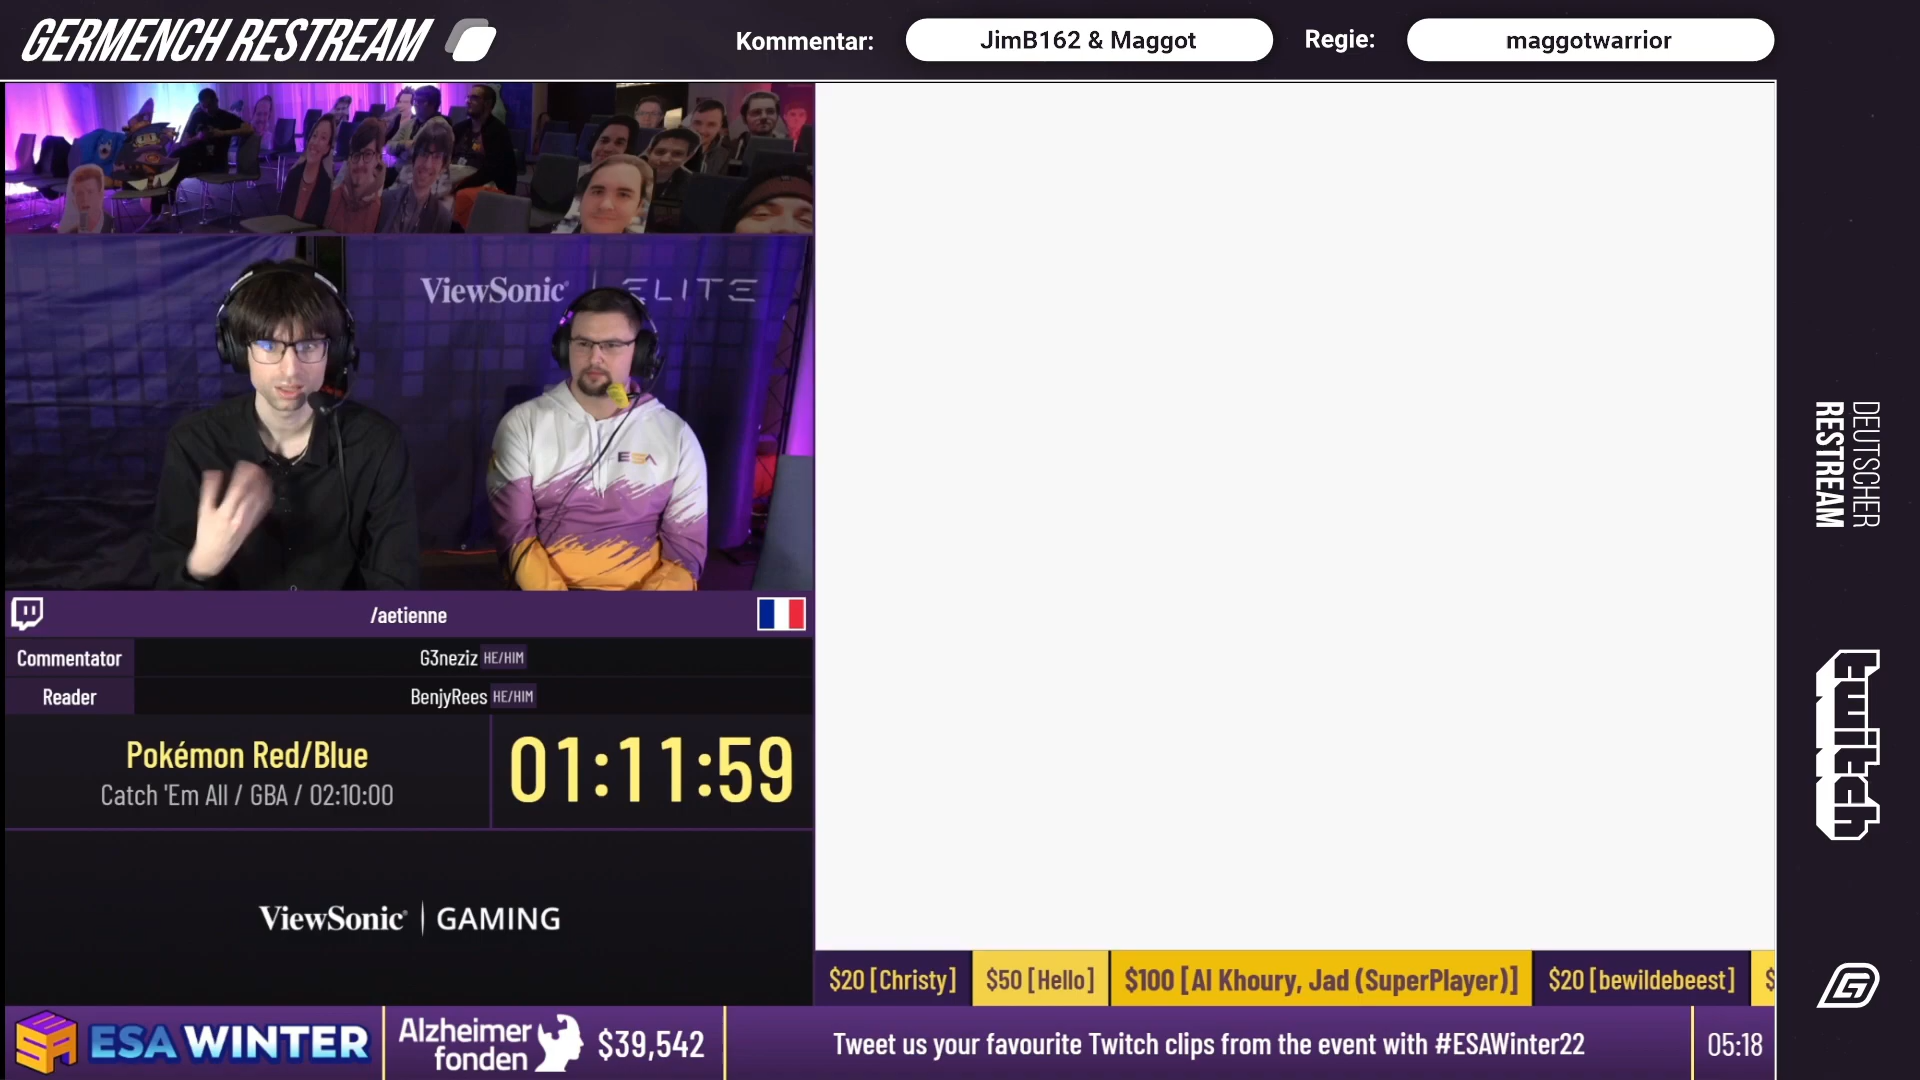 GERMENCH RESTREAM
Kommentar:
JimB162 & Maggot
Regie:
maggotwarrior
ViewSonic | ELITE
ESA
/aetienne
Commentator
G3neziz HE/HIM
Reader
BenjyRees HE/HIM
Pokémon Red/Blue
Catch 'Em All / GBA / 02:10:00
01:11:59
ViewSonic | GAMING
$20 [Christy]
$50 [Hello]
$100 [Al Khoury, Jad (SuperPlayer)]
$20 [bewildebeest]
$
ESA WINTER
Alzheimer
fonden
$39,542
Tweet us your favourite Twitch clips from the event with #ESAWinter22
05:18
DEUTSCHER
RESTREAM
twitch